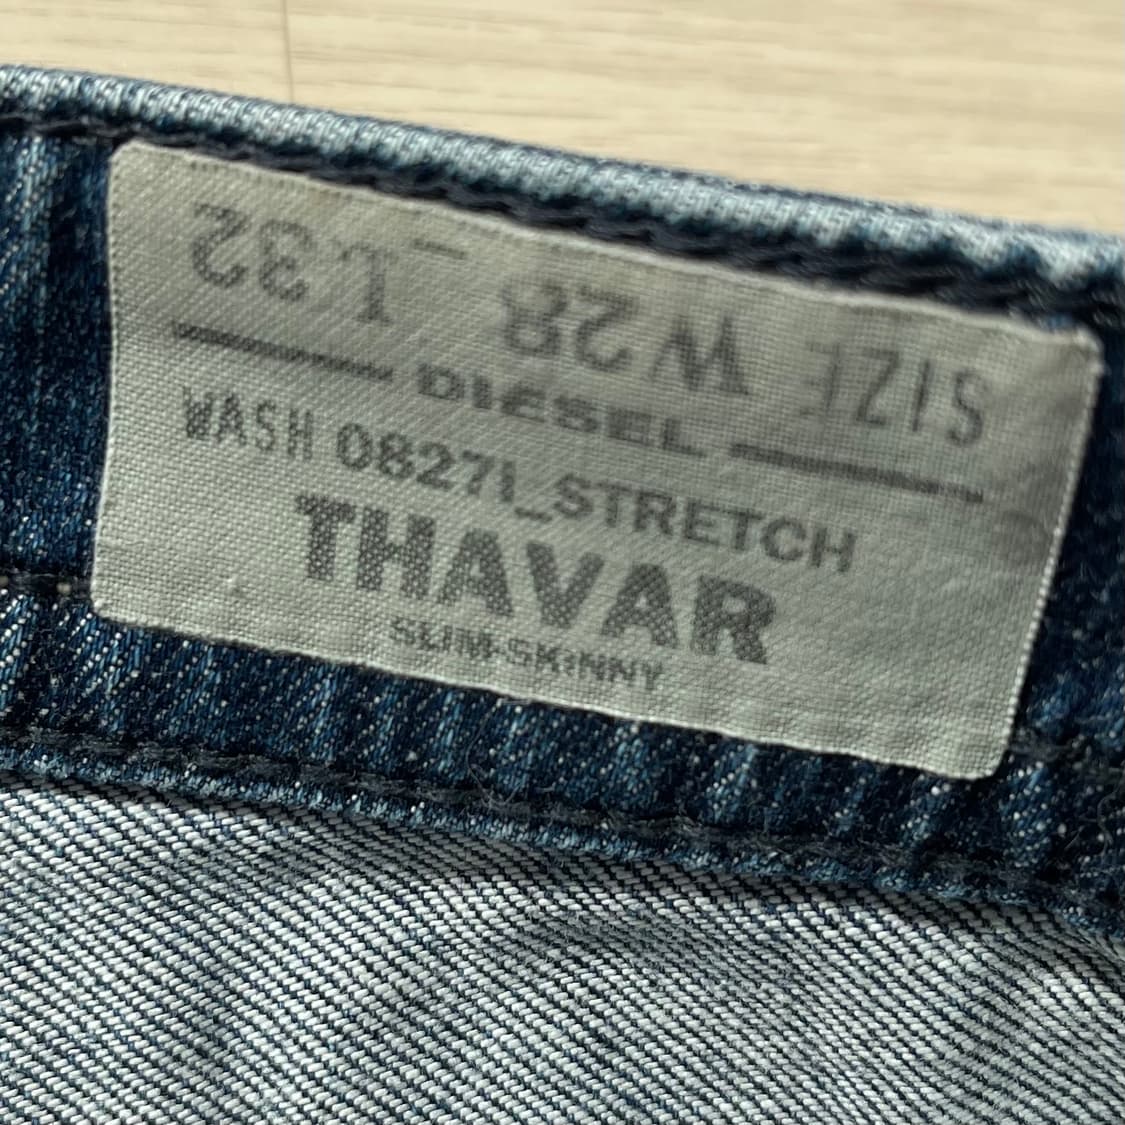 SIZE W28 - L32
DIESEL
WASH 0827I_STRETCH
THAVAR
SLIM-SKINNY